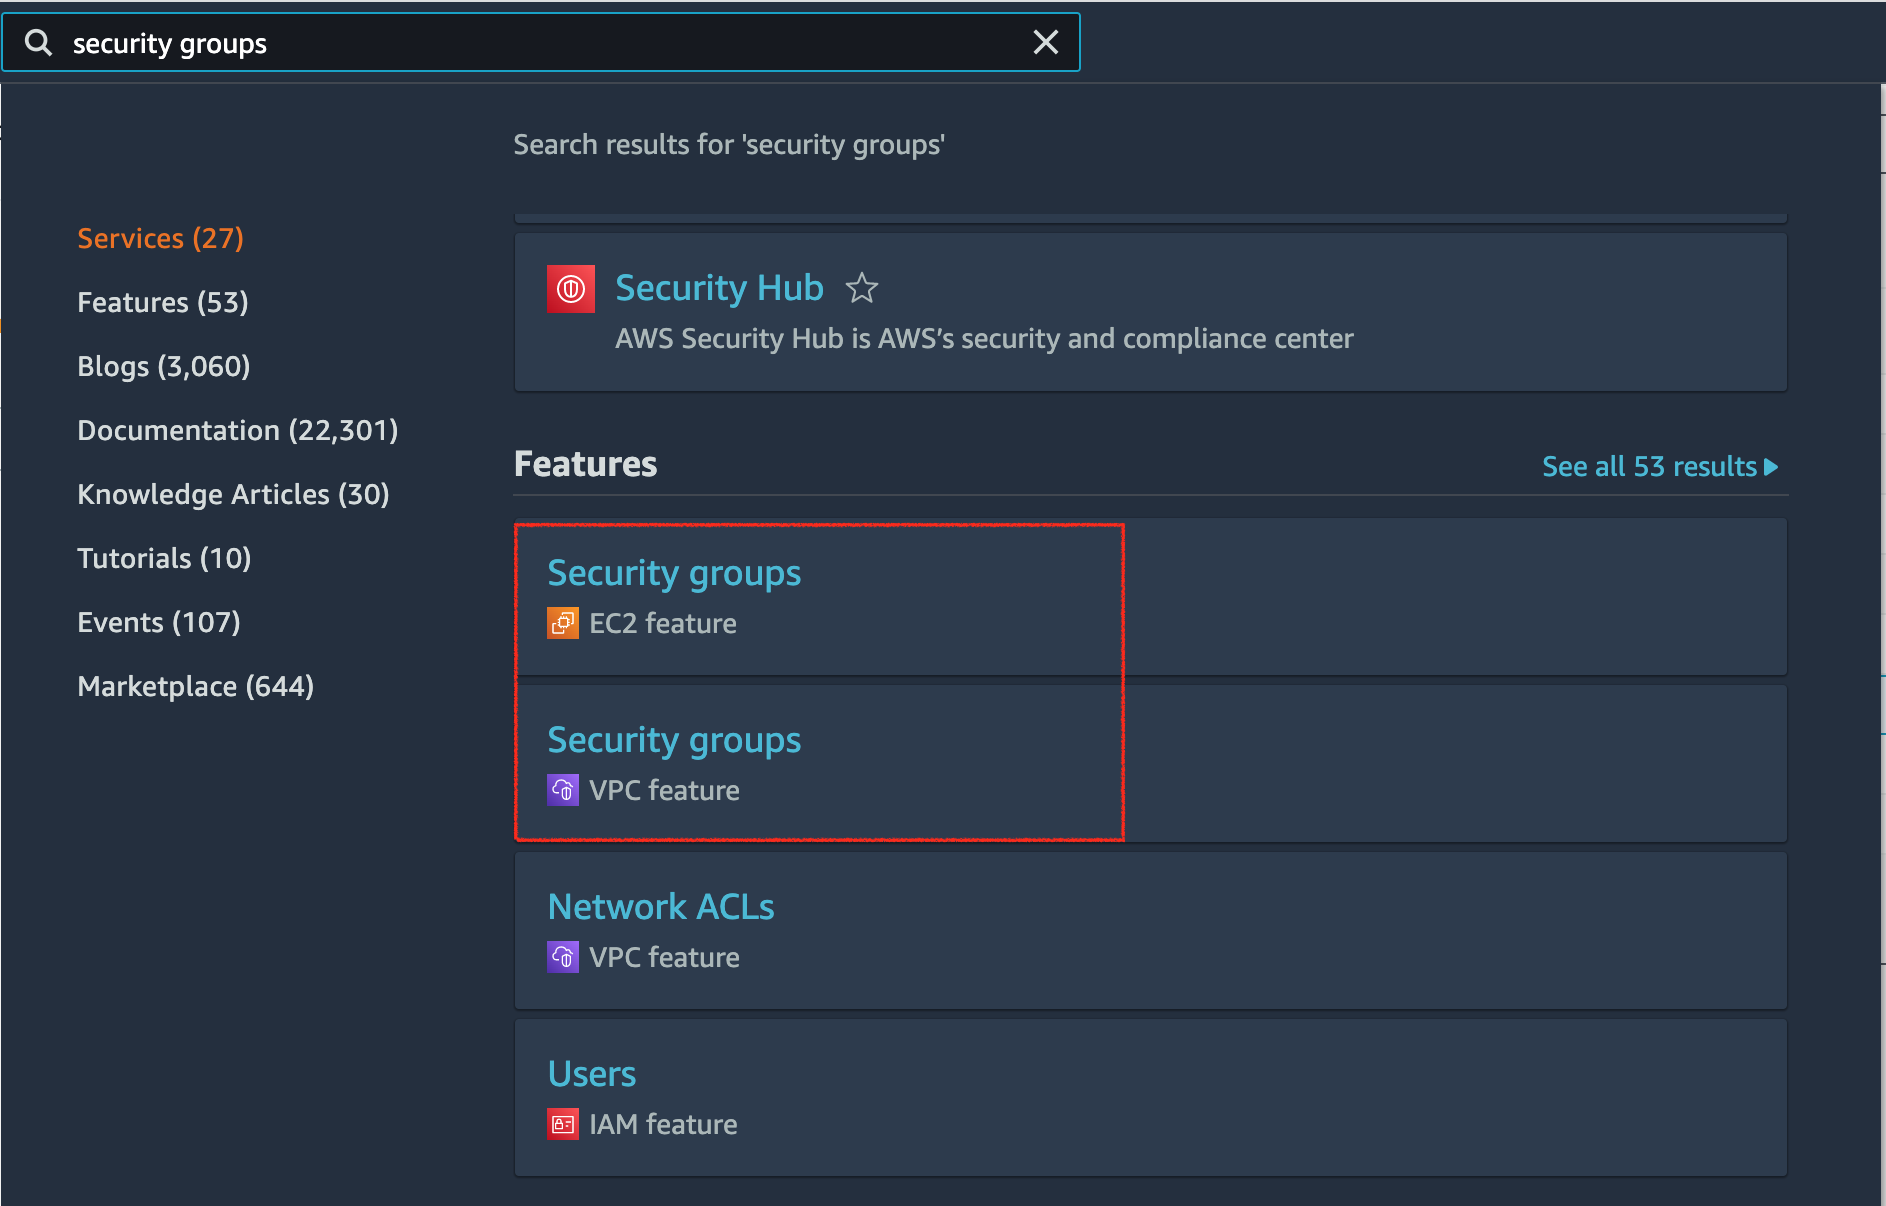 security groups
Search results for 'security groups'
Services (27)
Features (53)
Blogs (3,060)
Documentation (22,301)
Knowledge Articles (30)
Tutorials (10)
Events (107)
Marketplace (644)
Security Hub
AWS Security Hub is AWS’s security and compliance center
Features
See all 53 results
Security groups
EC2 feature
Security groups
VPC feature
Network ACLs
VPC feature
Users
IAM feature